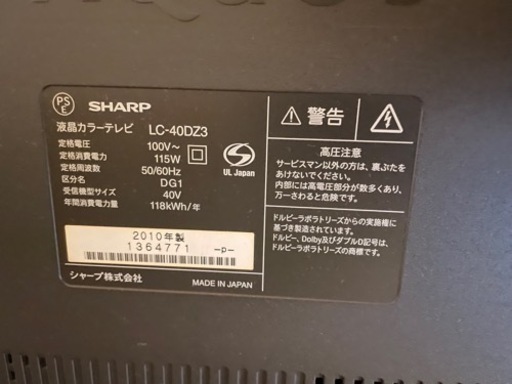 PS
E
SHARP
液晶カラーテレビ LC-40DZ3
定格電圧 100V～
定格消費電力 115W
定格周波数 50/60Hz
区分名 DG1
受信機型サイズ 40V
年間消費電力量 118kWh/年
UL Japan
2010年製
1364771 -D-
シャープ株式会社
MADE IN JAPAN
警告
高圧注意
サービスマン以外の方は、裏ぶたを
あけないでください。
内部には高電圧部分が数多くあり、
万一さわると危険です。
ドルビーラボラトリーズからの実施権に
基づき製造されています。
ドルビー、Dolby及びダブルD記号は、
ドルビーラボラトリーズの商標です。